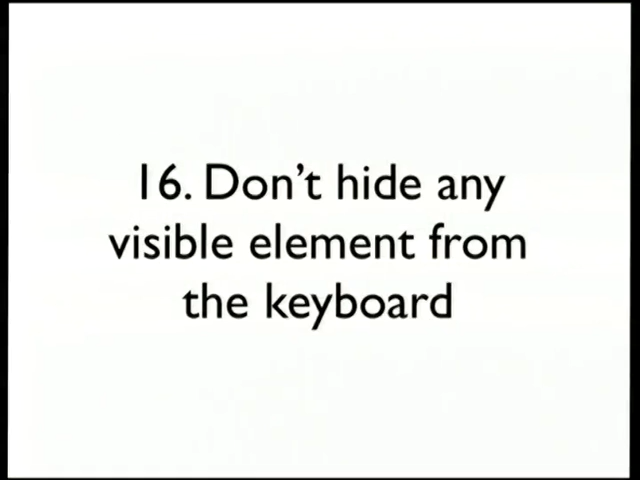 16. Don’t hide any
visible element from
the keyboard